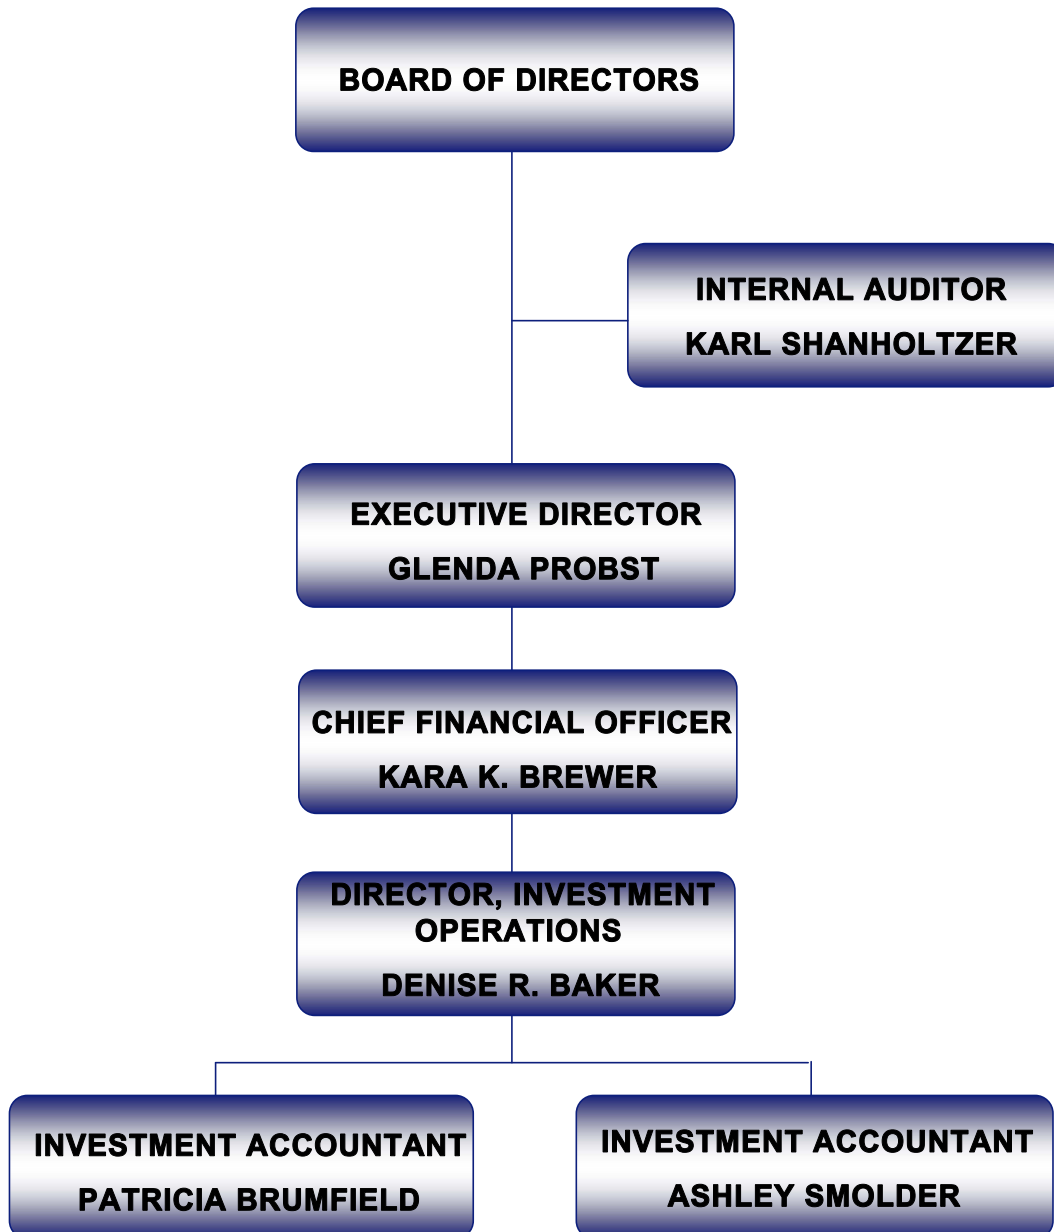 BOARD OF DIRECTORS
INTERNAL AUDITOR
KARL SHANHOLTZER
EXECUTIVE DIRECTOR
GLENDA PROBST
CHIEF FINANCIAL OFFICER
KARA K. BREWER
DIRECTOR, INVESTMENT
OPERATIONS
DENISE R. BAKER
INVESTMENT ACCOUNTANT
PATRICIA BRUMFIELD
INVESTMENT ACCOUNTANT
ASHLEY SMOLDER